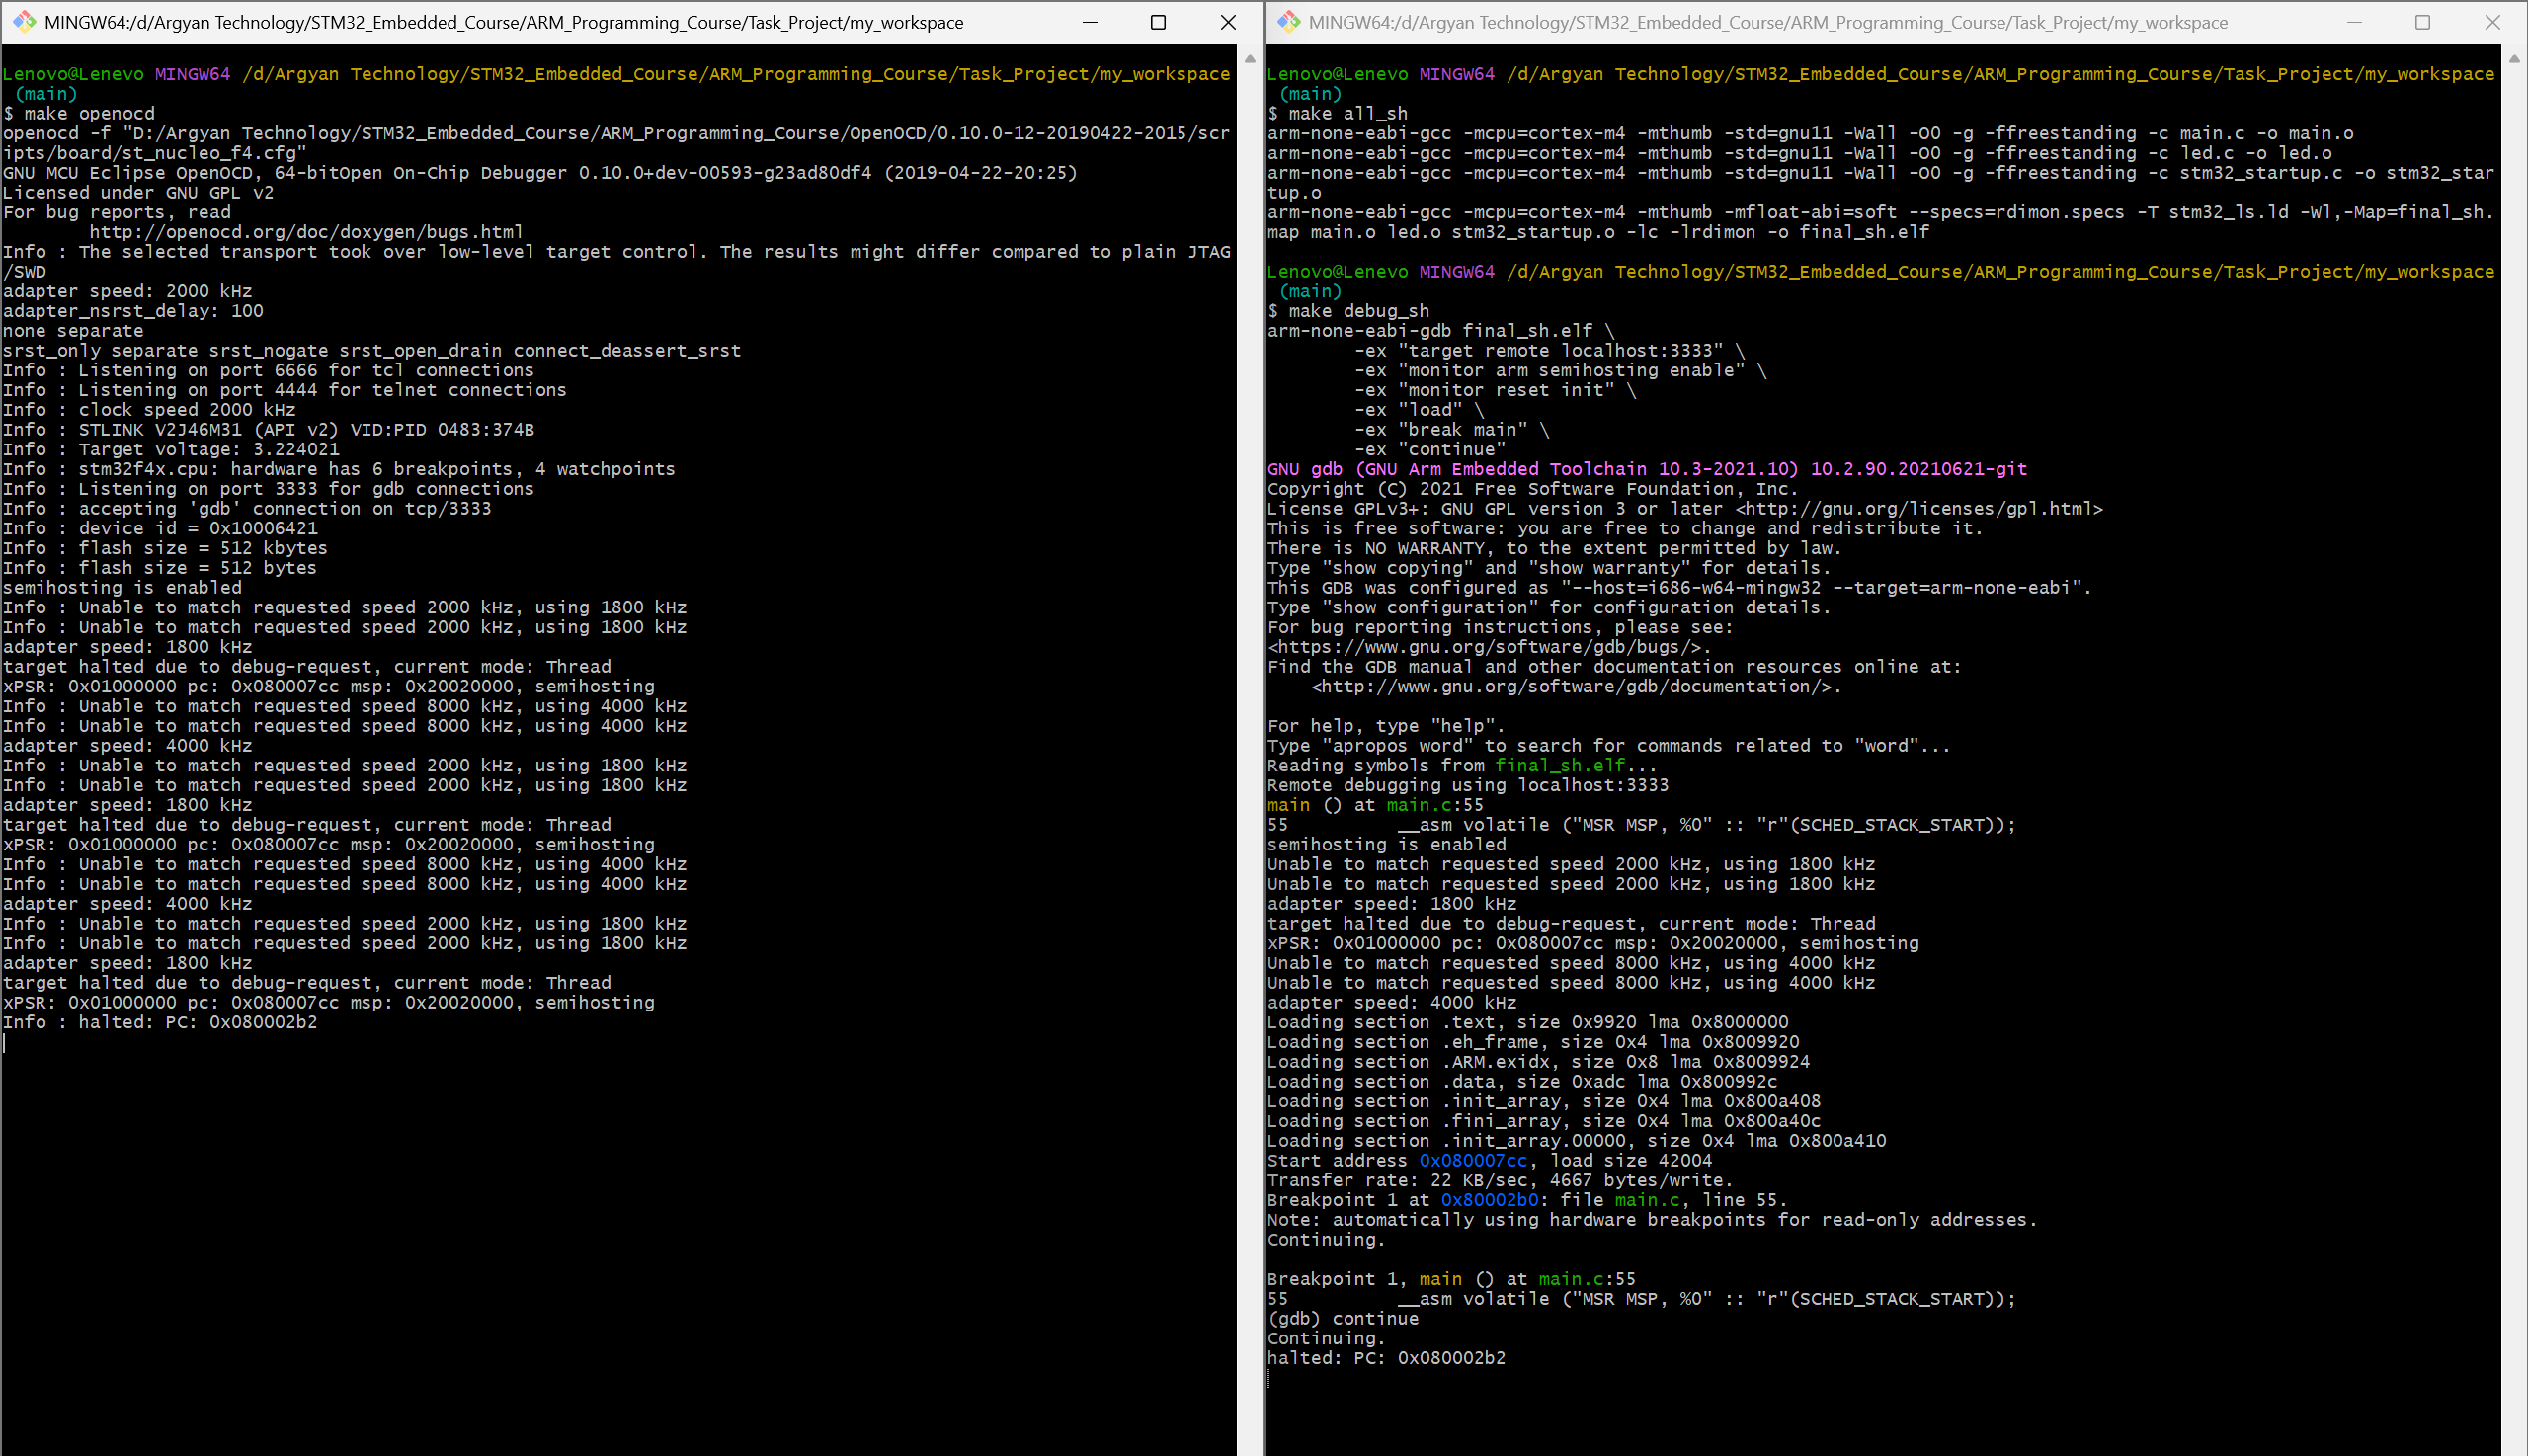 MINGW64:/d/Argyan Technology/STM32_Embedded_Course/ARM_Programming_Course/Task_Project/my_workspace
Lenovo@Lenevo MINGW64 /d/Argyan Technology/STM32_Embedded_Course/ARM_Programming_Course/Task_Project/my_workspace
(main)
$ make openocd
openocd -f "D:/Argyan Technology/STM32_Embedded_Course/ARM_Programming_Course/OpenOCD/0.10.0-12-20190422-2015/scr
ipts/board/st_nucleo_f4.cfg"
GNU MCU Eclipse OpenOCD, 64-bitOpen On-Chip Debugger 0.10.0+dev-00593-g23ad80df4 (2019-04-22-20:25)
Licensed under GNU GPL v2
For bug reports, read
http://openocd.org/doc/doxygen/bugs.html
Info : The selected transport took over low-level target control. The results might differ compared to plain JTAG
/SWD
adapter speed: 2000 kHz
adapter_nsrst_delay: 100
none separate
srst_only separate srst_nogate srst_open_drain connect_deassert_srst
Info : Listening on port 6666 for tcl connections
Info : Listening on port 4444 for telnet connections
Info : clock speed 2000 kHz
Info : STLINK V2J46M31 (API v2) VID:PID 0483:374B
Info : Target voltage: 3.224021
Info : stm32f4x.cpu: hardware has 6 breakpoints, 4 watchpoints
Info : Listening on port 3333 for gdb connections
Info : accepting 'gdb' connection on tcp/3333
Info : device id = 0x10006421
Info : flash size = 512 kbytes
Info : flash size = 512 bytes
semihosting is enabled
Info : Unable to match requested speed 2000 kHz, using 1800 kHz
Info : Unable to match requested speed 2000 kHz, using 1800 kHz
adapter speed: 1800 kHz
target halted due to debug-request, current mode: Thread
xPSR: 0x01000000 pc: 0x080007cc msp: 0x20020000, semihosting
Info : Unable to match requested speed 8000 kHz, using 4000 kHz
Info : Unable to match requested speed 8000 kHz, using 4000 kHz
adapter speed: 4000 kHz
Info : Unable to match requested speed 2000 kHz, using 1800 kHz
Info : Unable to match requested speed 2000 kHz, using 1800 kHz
adapter speed: 1800 kHz
target halted due to debug-request, current mode: Thread
xPSR: 0x01000000 pc: 0x080007cc msp: 0x20020000, semihosting
Info : Unable to match requested speed 8000 kHz, using 4000 kHz
Info : Unable to match requested speed 8000 kHz, using 4000 kHz
adapter speed: 4000 kHz
Info : Unable to match requested speed 2000 kHz, using 1800 kHz
Info : Unable to match requested speed 2000 kHz, using 1800 kHz
adapter speed: 1800 kHz
target halted due to debug-request, current mode: Thread
xPSR: 0x01000000 pc: 0x080007cc msp: 0x20020000, semihosting
Info : halted: PC: 0x080002b2
MINGW64:/d/Argyan Technology/STM32_Embedded_Course/ARM_Programming_Course/Task_Project/my_workspace
Lenovo@Lenevo MINGW64 /d/Argyan Technology/STM32_Embedded_Course/ARM_Programming_Course/Task_Project/my_workspace
(main)
$ make all_sh
arm-none-eabi-gcc -mcpu=cortex-m4 -mthumb -std=gnu11 -Wall -O0 -g -ffreestanding -c main.c -o main.o
arm-none-eabi-gcc -mcpu=cortex-m4 -mthumb -std=gnu11 -Wall -O0 -g -ffreestanding -c led.c -o led.o
arm-none-eabi-gcc -mcpu=cortex-m4 -mthumb -std=gnu11 -Wall -O0 -g -ffreestanding -c stm32_startup.c -o stm32_star
tup.o
arm-none-eabi-gcc -mcpu=cortex-m4 -mthumb -mfloat-abi=soft --specs=rdimon.specs -T stm32_ls.ld -Wl,-Map=final_sh.
map main.o led.o stm32_startup.o -lc -lrdimon -o final_sh.elf
Lenovo@Lenevo MINGW64 /d/Argyan Technology/STM32_Embedded_Course/ARM_Programming_Course/Task_Project/my_workspace
(main)
$ make debug_sh
arm-none-eabi-gdb final_sh.elf \
-ex "target remote localhost:3333" \
-ex "monitor arm semihosting enable" \
-ex "monitor reset init" \
-ex "load" \
-ex "break main" \
-ex "continue"
GNU gdb (GNU Arm Embedded Toolchain 10.3-2021.10) 10.2.90.20210621-git
Copyright (C) 2021 Free Software Foundation, Inc.
License GPLv3+: GNU GPL version 3 or later <http://gnu.org/licenses/gpl.html>
This is free software: you are free to change and redistribute it.
There is NO WARRANTY, to the extent permitted by law.
Type "show copying" and "show warranty" for details.
This GDB was configured as "--host=i686-w64-mingw32 --target=arm-none-eabi".
Type "show configuration" for configuration details.
For bug reporting instructions, please see:
<https://www.gnu.org/software/gdb/bugs/>.
Find the GDB manual and other documentation resources online at:
<http://www.gnu.org/software/gdb/documentation/>.
For help, type "help".
Type "apropos word" to search for commands related to "word"...
Reading symbols from final_sh.elf...
Remote debugging using localhost:3333
main () at main.c:55
55 __asm volatile ("MSR MSP, %0" :: "r"(SCHED_STACK_START));
semihosting is enabled
Unable to match requested speed 2000 kHz, using 1800 kHz
Unable to match requested speed 2000 kHz, using 1800 kHz
adapter speed: 1800 kHz
target halted due to debug-request, current mode: Thread
xPSR: 0x01000000 pc: 0x080007cc msp: 0x20020000, semihosting
Unable to match requested speed 8000 kHz, using 4000 kHz
Unable to match requested speed 8000 kHz, using 4000 kHz
adapter speed: 4000 kHz
Loading section .text, size 0x9920 lma 0x8000000
Loading section .eh_frame, size 0x4 lma 0x8009920
Loading section .ARM.exidx, size 0x8 lma 0x8009924
Loading section .data, size 0xadc lma 0x800992c
Loading section .init_array, size 0x4 lma 0x800a408
Loading section .fini_array, size 0x4 lma 0x800a40c
Loading section .init_array.00000, size 0x4 lma 0x800a410
Start address 0x080007cc, load size 42004
Transfer rate: 22 KB/sec, 4667 bytes/write.
Breakpoint 1 at 0x80002b0: file main.c, line 55.
Note: automatically using hardware breakpoints for read-only addresses.
Continuing.
Breakpoint 1, main () at main.c:55
55 __asm volatile ("MSR MSP, %0" :: "r"(SCHED_STACK_START));
(gdb) continue
Continuing.
halted: PC: 0x080002b2